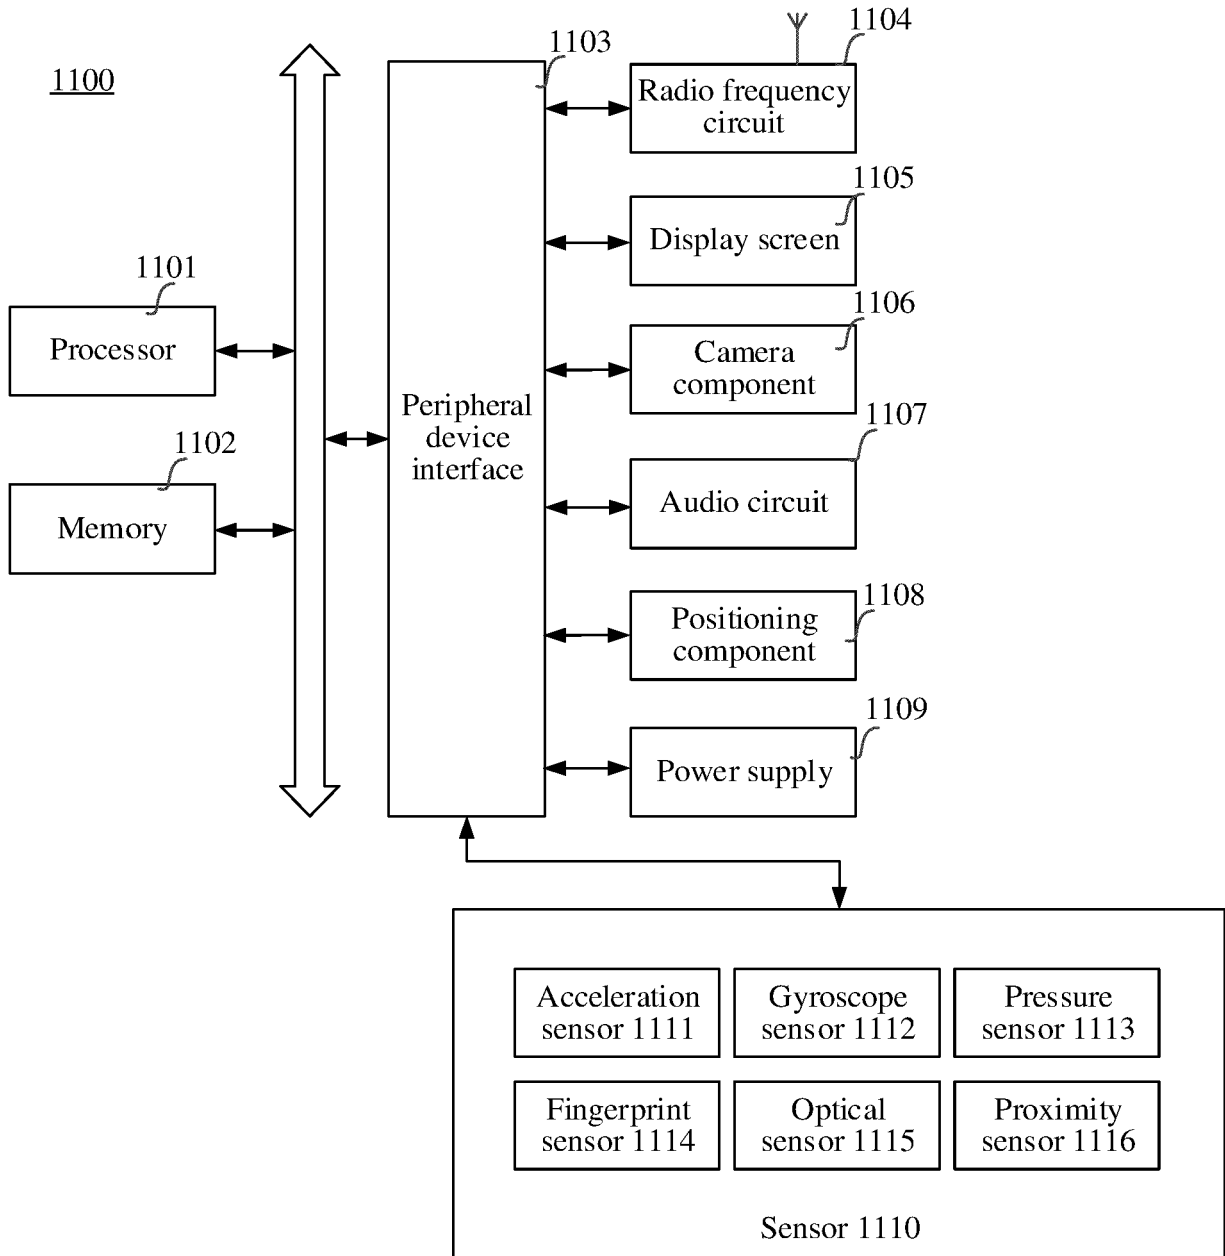 1100
1103
1104
Radio frequency
circuit
1105
Display screen
1101
Processor
1106
Camera
component
Peripheral
device
interface
1102
Memory
1107
Audio circuit
1108
Positioning
component
1109
Power supply
Acceleration
sensor 1111
Gyroscope
sensor 1112
Pressure
sensor 1113
Fingerprint
sensor 1114
Optical
sensor 1115
Proximity
sensor 1116
Sensor 1110